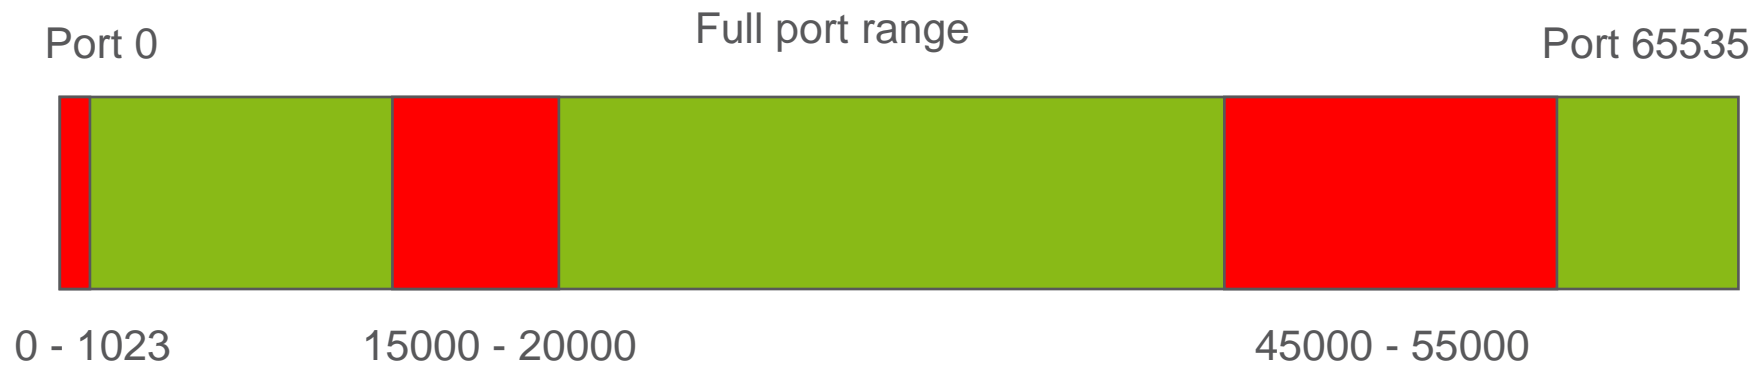 Full port range
Port 0
Port 65535
0 - 1023
15000 - 20000
45000 - 55000